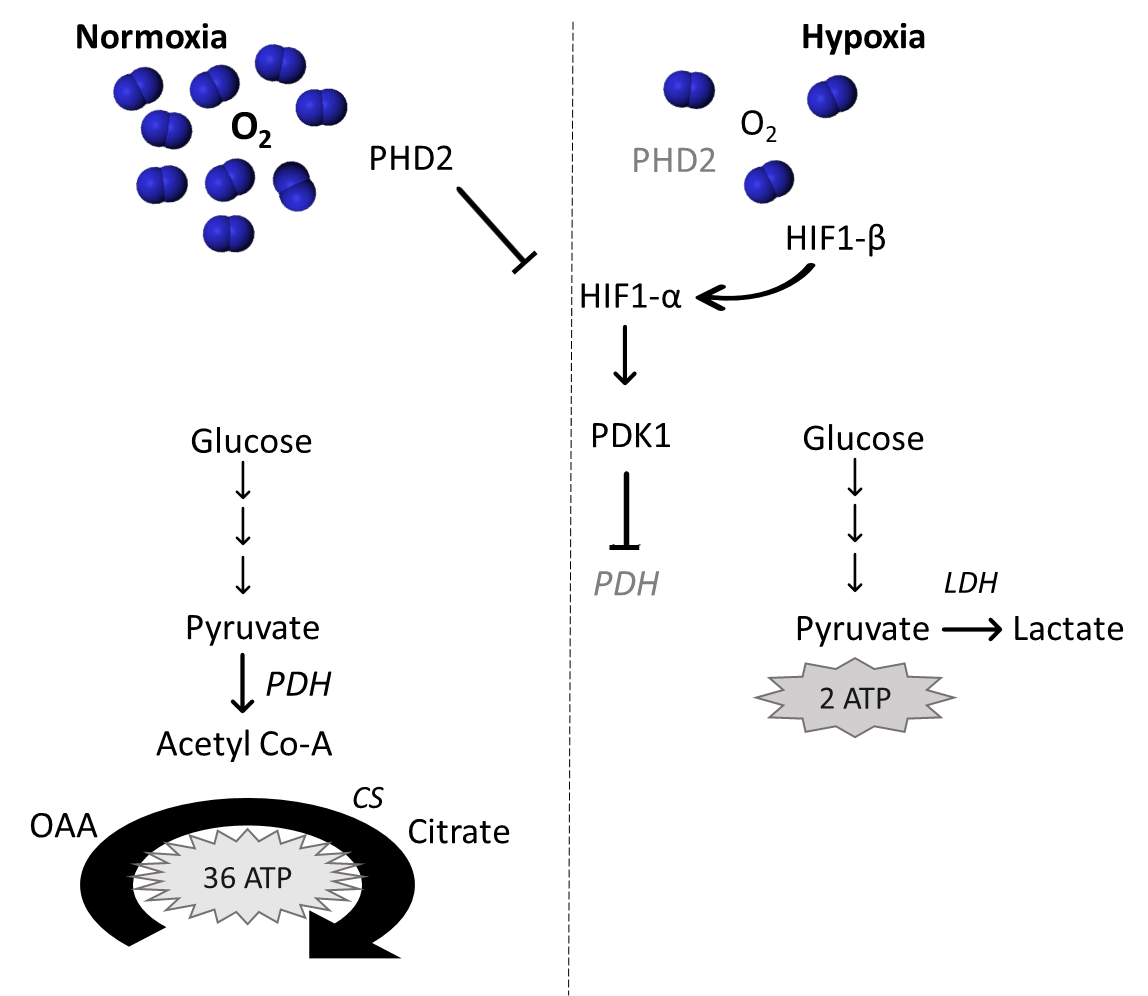 Normoxia
O₂
PHD2
Glucose
Pyruvate
PDH
Acetyl Co-A
OAA
CS
Citrate
36 ATP
Hypoxia
O₂
PHD2
HIF1-β
HIF1-α
PDK1
PDH
Glucose
LDH
Pyruvate
Lactate
2 ATP